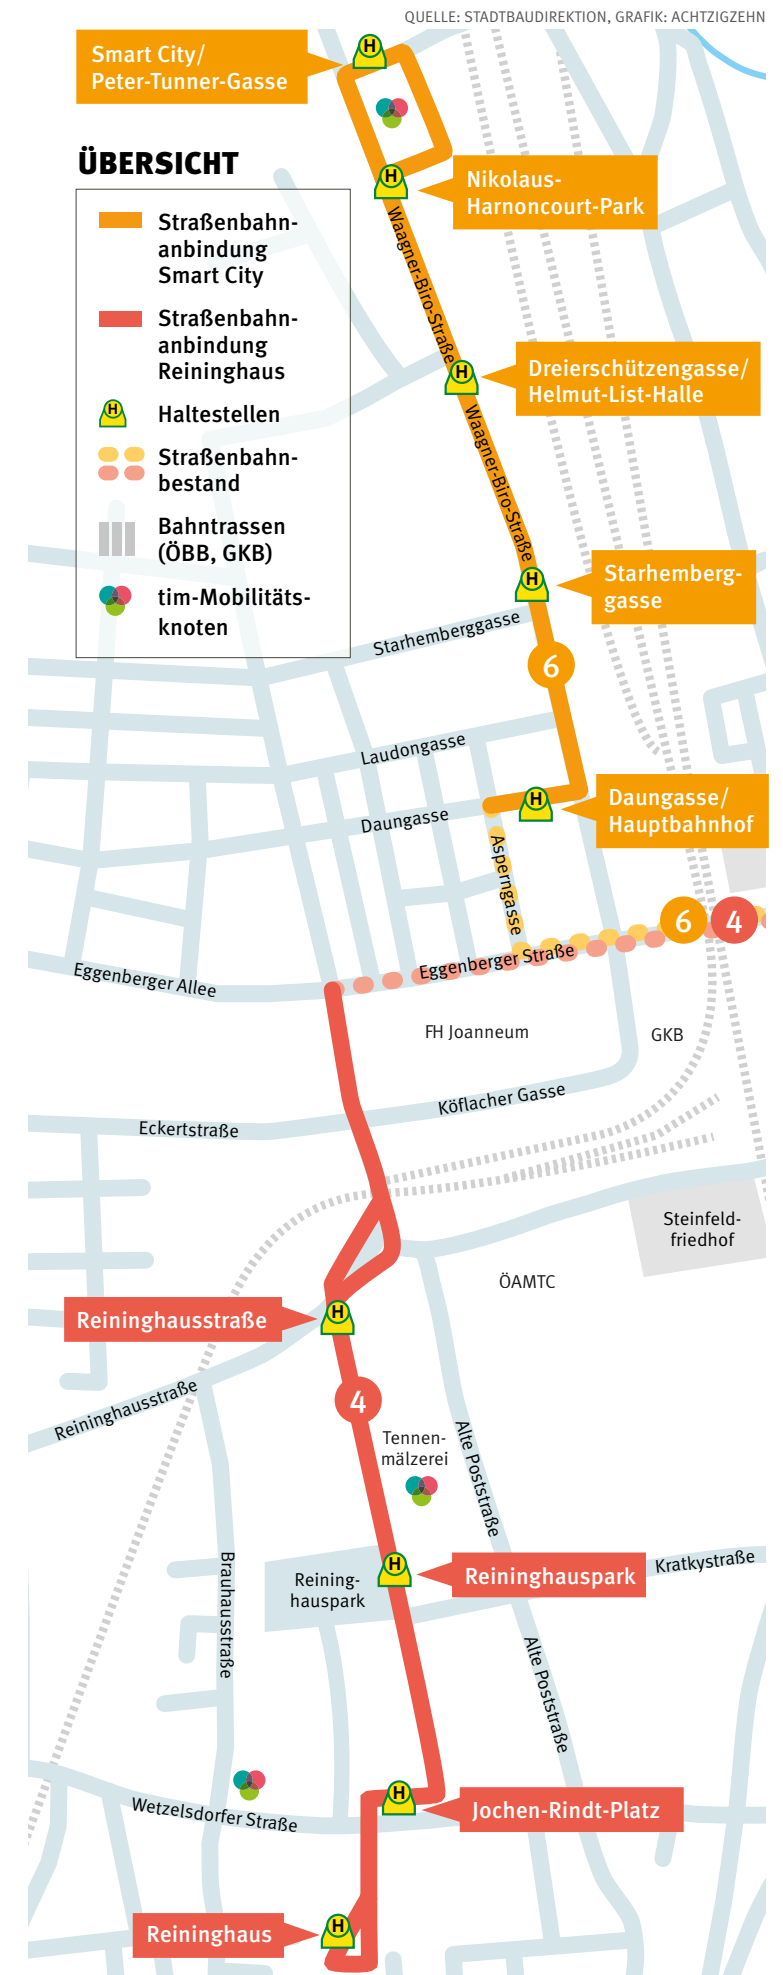 QUELLE: STADTBAUDIREKTION, GRAFIK: ACHTZIGZEHN
H
Smart City/
Peter-Tunner-Gasse
ÜBERSICHT
H
Nikolaus-
Harnoncourt-Park
Straßenbahn-
anbindung
Smart City
Straßenbahn-
anbindung
Reininghaus
H
Haltestellen
Straßenbahn-
bestand
Bahntrassen
(ÖBB, GKB)
tim-Mobilitäts-
knoten
Waagner-Biro-Straße
H
Dreierschützengasse/
Helmut-List-Halle
Waagner-Biro-Straße
H
Starhemberg-
gasse
Starhemberggasse
6
Laudongasse
H
Daungasse/
Hauptbahnhof
Daungasse
Asperngasse
6
4
Eggenberger Straße
Eggenberger Allee
FH Joanneum
GKB
Köflacher Gasse
Eckertstraße
Steinfeld-
friedhof
ÖAMTC
H
Reininghausstraße
Reininghausstraße
4
Tennen-
mälzerei
Alte Poststraße
H
Reininghauspark
Kratkystraße
Reining-
hauspark
Brauhausstraße
Alte Poststraße
H
Jochen-Rindt-Platz
Wetzelsdorfer Straße
H
Reininghaus